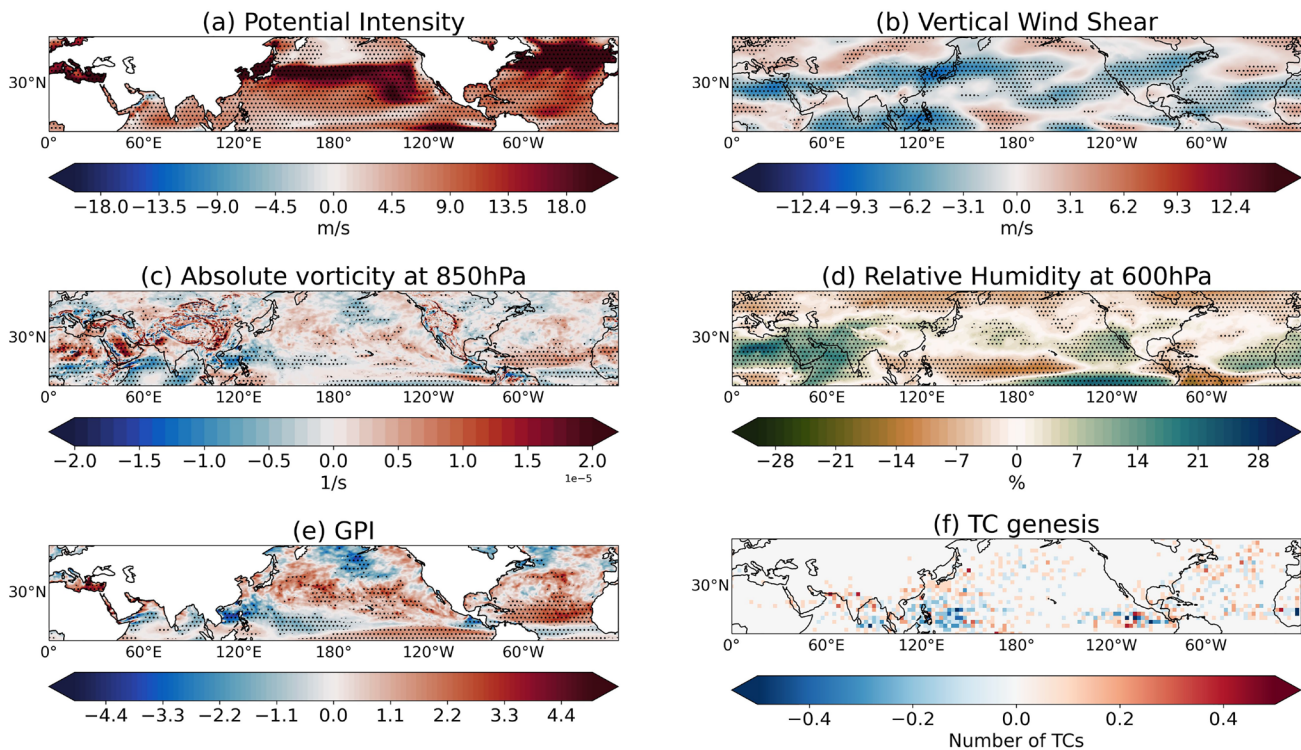 (a) Potential Intensity
(b) Vertical Wind Shear
30°N
30°N
0 60°E 120°E 180° 120°W 60°W
0 60°E 120°E 180° 120°W 60°W
−18.0 −13.5 −9.0 −4.5 0.0 4.5 9.0 13.5 18.0
−12.4 −9.3 −6.2 −3.1 0.0 3.1 6.2 9.3 12.4
m/s
m/s
(c) Absolute vorticity at 850hPa
(d) Relative Humidity at 600hPa
30°N
30°N
0 60°E 120°E 180° 120°W 60°W
0 60°E 120°E 180° 120°W 60°W
−2.0 −1.5 −1.0 −0.5 0.0 0.5 1.0 1.5 2.0
−28 −21 −14 −7 0 7 14 21 28
1/s
1e−5
%
(e) GPI
(f) TC genesis
30°N
30°N
0 60°E 120°E 180° 120°W 60°W
0 60°E 120°E 180° 120°W 60°W
−4.4 −3.3 −2.2 −1.1 0.0 1.1 2.2 3.3 4.4
−0.4 −0.2 0.0 0.2 0.4
Number of TCs